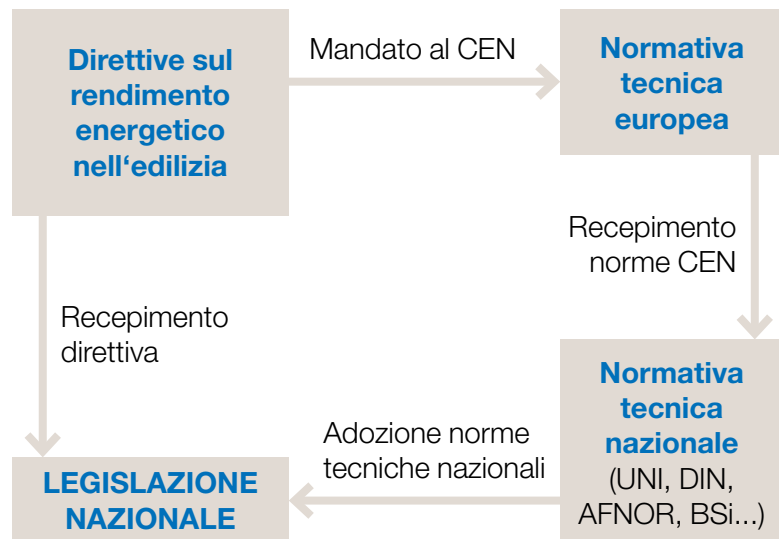 Direttive sul
rendimento
energetico
nell‘edilizia
Mandato al CEN
Normativa
tecnica
europea
Recepimento
norme CEN
Recepimento
direttiva
Normativa
tecnica
nazionale
(UNI, DIN,
AFNOR, BSi...)
Adozione norme
tecniche nazionali
LEGISLAZIONE
NAZIONALE